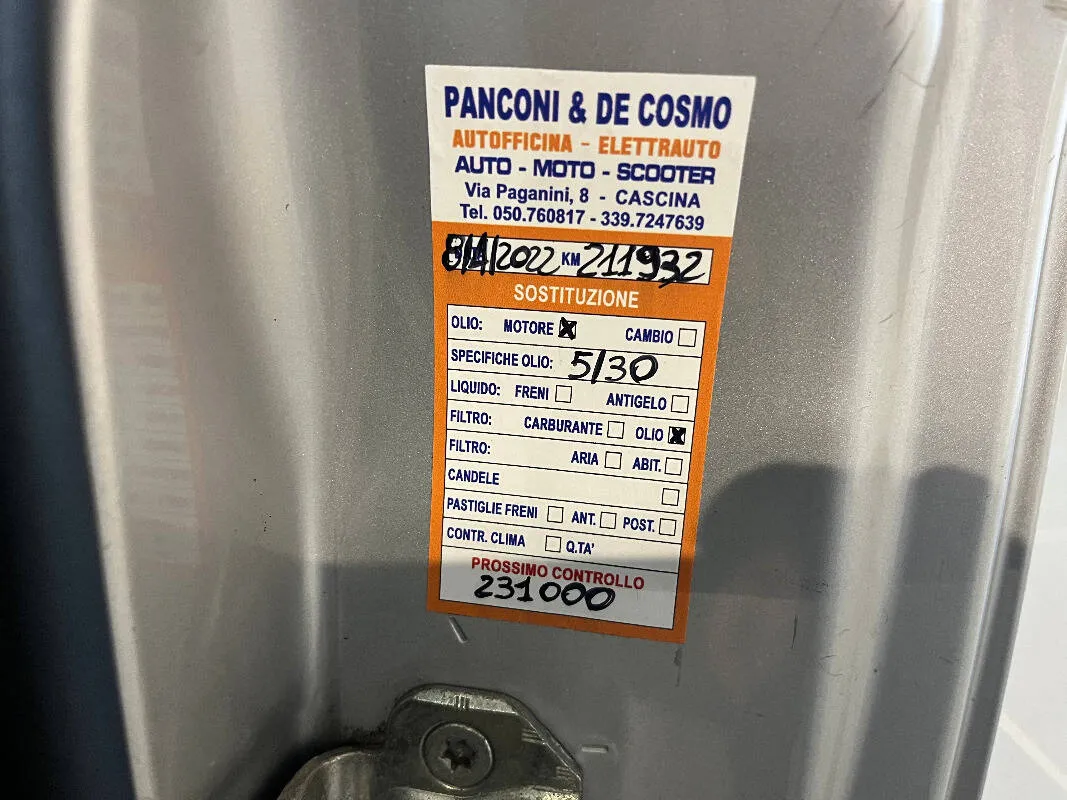 PANCONI & DE COSMO
AUTOFFICINA - ELETTRAUTO
AUTO - MOTO - SCOOTER
Via Paganini, 8 - CASCINA
Tel. 050.760817 - 339.7247639
8/4/2022 KM 211932
SOSTITUZIONE
OLIO: MOTORE CAMBIO
SPECIFICHE OLIO: 5/30
LIQUIDO: FRENI ANTIGELO
FILTRO: CARBURANTE OLIO
FILTRO: ARIA ABIT.
CANDELE
PASTIGLIE FRENI ANT. POST.
CONTR. CLIMA Q.TA'
PROSSIMO CONTROLLO
231000